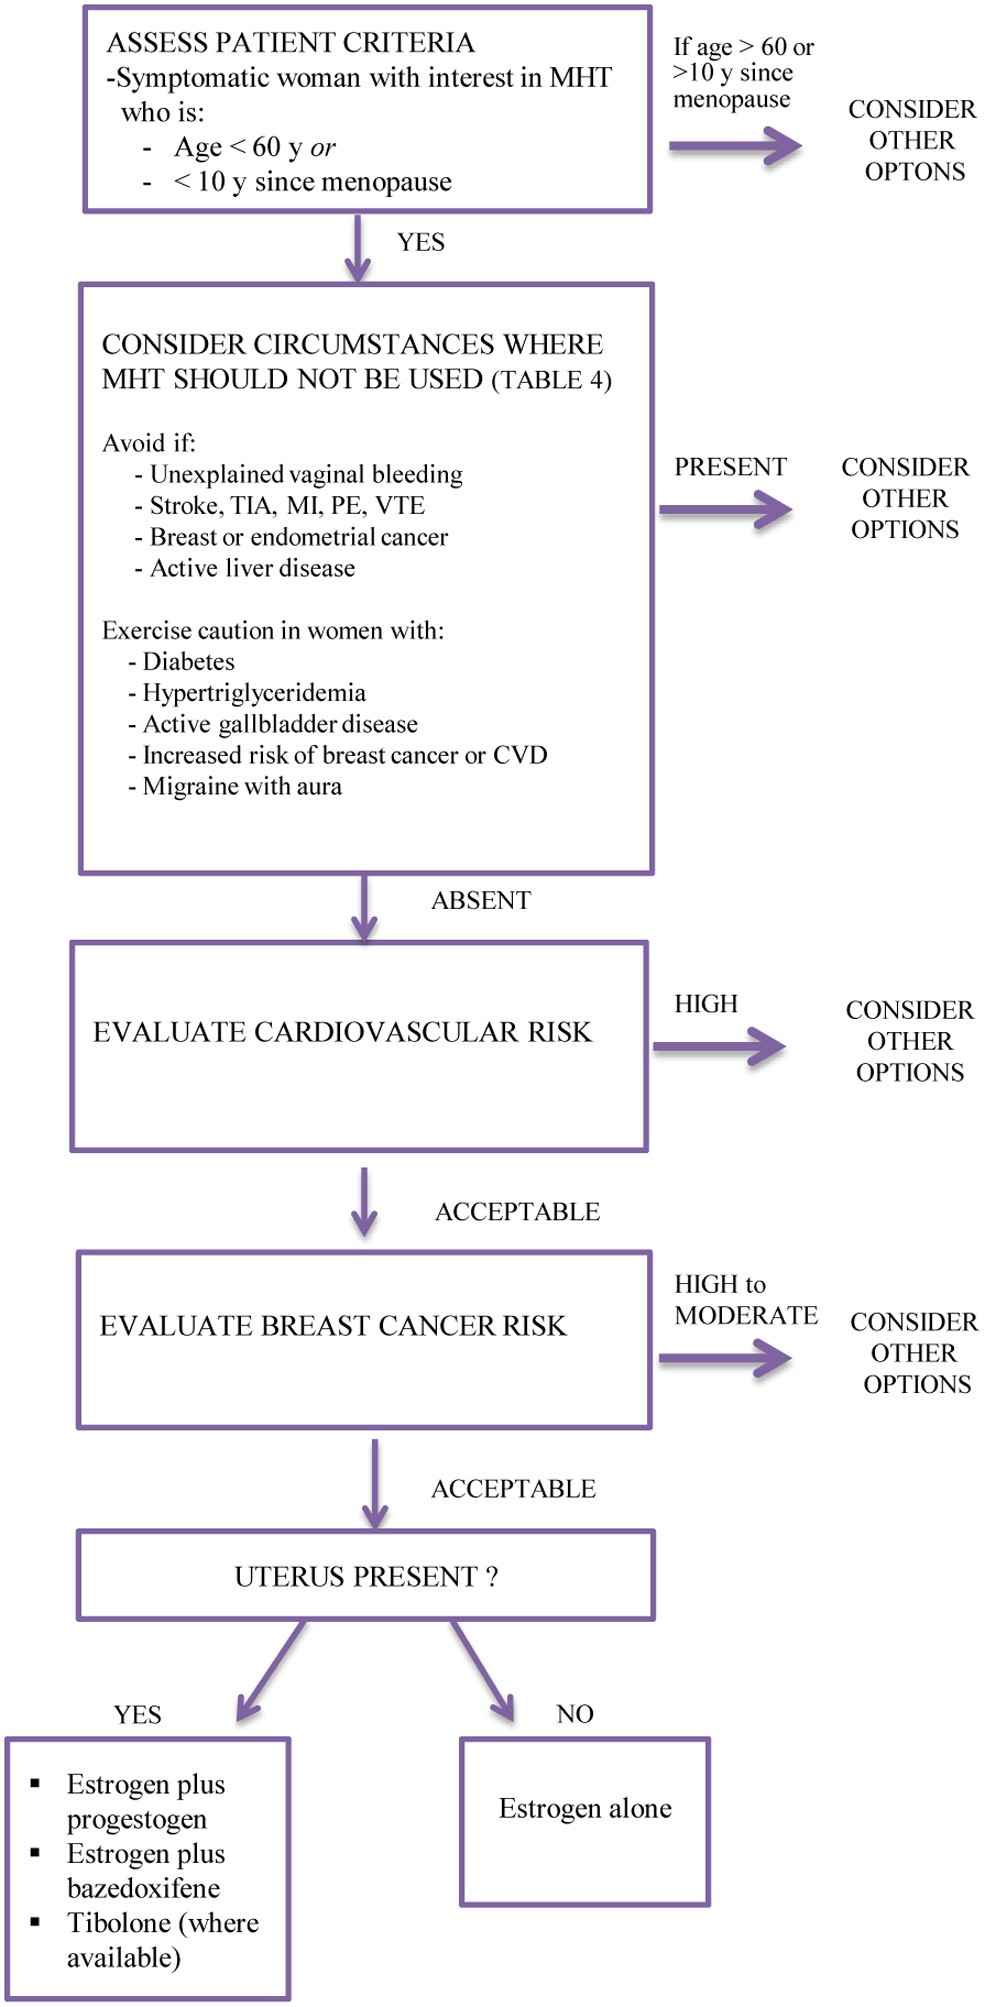 ASSESS PATIENT CRITERIA
-Symptomatic woman with interest in MHT
who is:
- Age < 60 y or
- < 10 y since menopause
If age > 60 or
>10 y since
menopause
CONSIDER
OTHER
OPTONS
YES
CONSIDER CIRCUMSTANCES WHERE
MHT SHOULD NOT BE USED (TABLE 4)
Avoid if:
- Unexplained vaginal bleeding
- Stroke, TIA, MI, PE, VTE
- Breast or endometrial cancer
- Active liver disease
Exercise caution in women with:
- Diabetes
- Hypertriglyceridemia
- Active gallbladder disease
- Increased risk of breast cancer or CVD
- Migraine with aura
PRESENT
CONSIDER
OTHER
OPTIONS
ABSENT
EVALUATE CARDIOVASCULAR RISK
HIGH
CONSIDER
OTHER
OPTIONS
ACCEPTABLE
EVALUATE BREAST CANCER RISK
HIGH to
MODERATE
CONSIDER
OTHER
OPTIONS
ACCEPTABLE
UTERUS PRESENT ?
YES
▪ Estrogen plus
progestogen
▪ Estrogen plus
bazedoxifene
▪ Tibolone (where
available)
NO
Estrogen alone